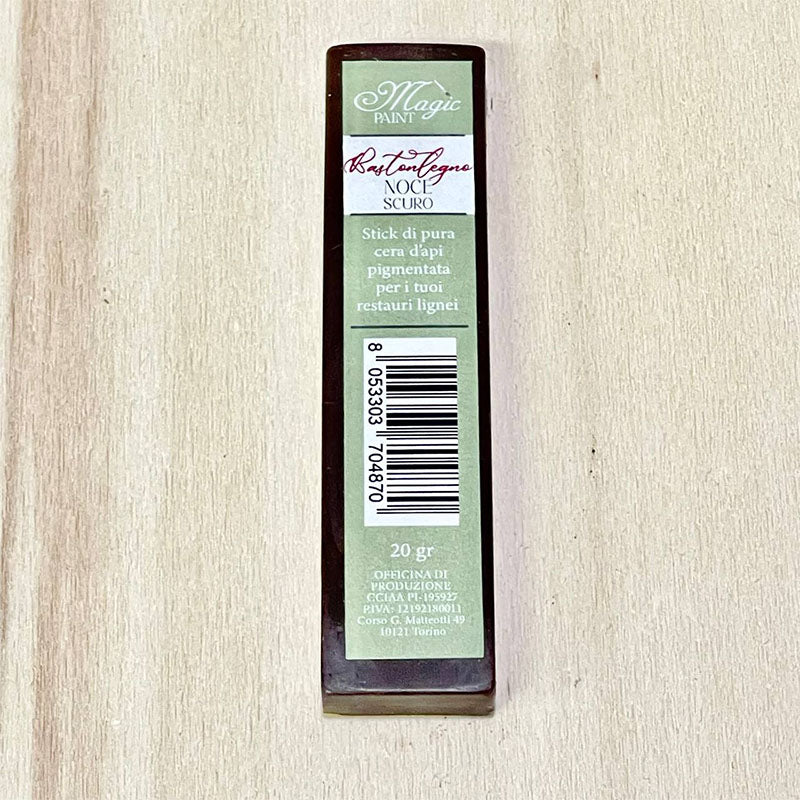 Magic
PAINT
Bastonlegno
NOCE
SCURO
Stick di pura
cera d'api
pigmentata
per i tuoi
restauri lignei
8 053303 704870
20 gr
OFFICINA DI
PRODUZIONE
CCIAA PI-195927
P.IVA: 12192180011
Corso G. Matteotti 49
10121 Torino